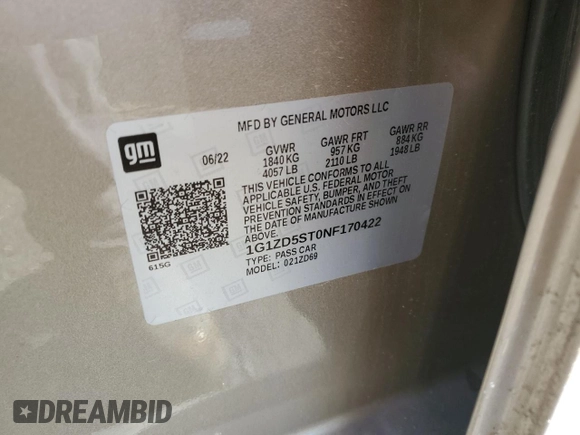 MFD BY GENERAL MOTORS LLC
gm
06/22
GVWR GAWR FRT GAWR RR
1840 KG 957 KG 884 KG
4057 LB 2110 LB 1948 LB
THIS VEHICLE CONFORMS TO ALL
APPLICABLE U.S. FEDERAL MOTOR
VEHICLE SAFETY, BUMPER, AND THEFT
PREVENTION STANDARDS IN EFFECT ON
THE DATE OF MANUFACTURE SHOWN
ABOVE.
1G1ZD5ST0NF170422
TYPE: PASS CAR
MODEL: 021ZD69
615G
DREAMBID